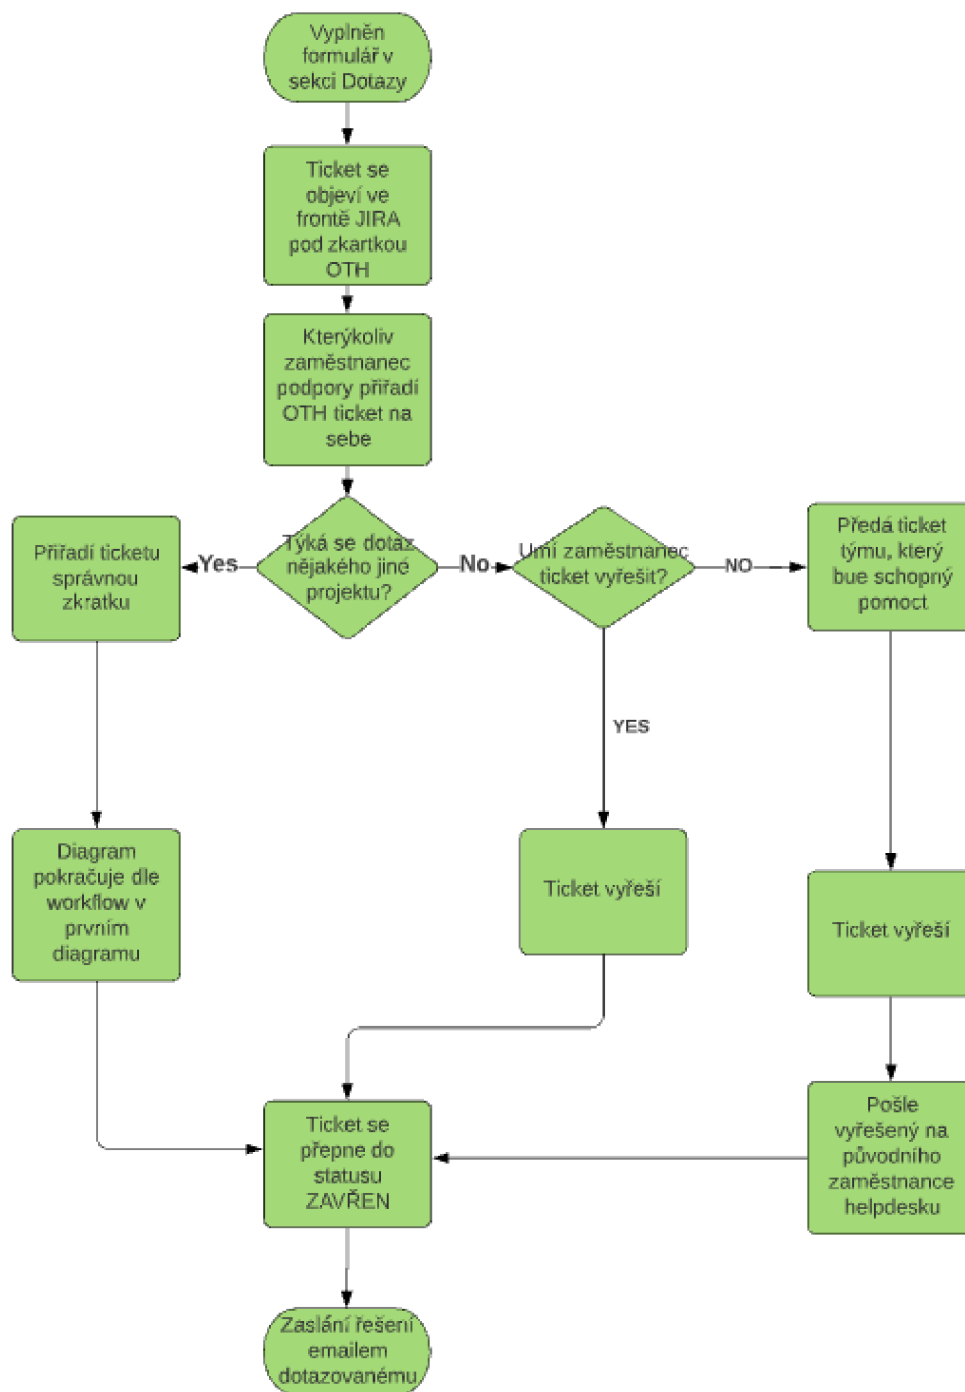 Vyplněn
formulář v
sekci Dotazy
Ticket se
objeví ve
frontě JIRA
pod zkartkou
OTH
Kterýkoliv
zaměstnanec
podpory přiřadí
OTH ticket na
sebe
Týká se dotaz
nějakého jiné
projektu?
Yes
No
Přiřadí ticketu
správnou
zkratku
Umí zaměstnanec
ticket vyřešit?
NO
YES
Předá ticket
týmu, který
bue schopný
pomoct
Diagram
pokračuje dle
workflow v
prvním
diagramu
Ticket vyřeší
Ticket vyřeší
Ticket se
přepne do
statusu
ZAVŘEN
Pošle
vyřešený na
původního
zaměstnance
helpdesku
Zaslání řešení
emailem
dotazovanému